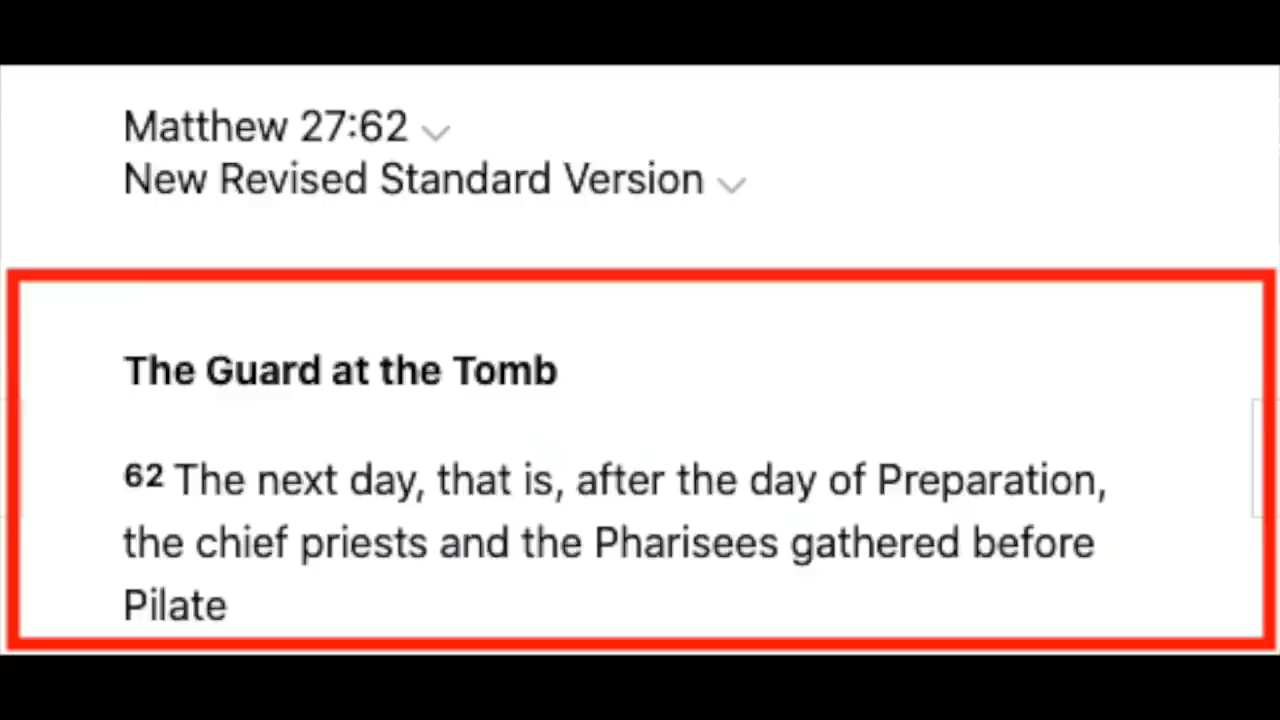 Matthew 27:62
New Revised Standard Version
The Guard at the Tomb
62 The next day, that is, after the day of Preparation,
the chief priests and the Pharisees gathered before
Pilate